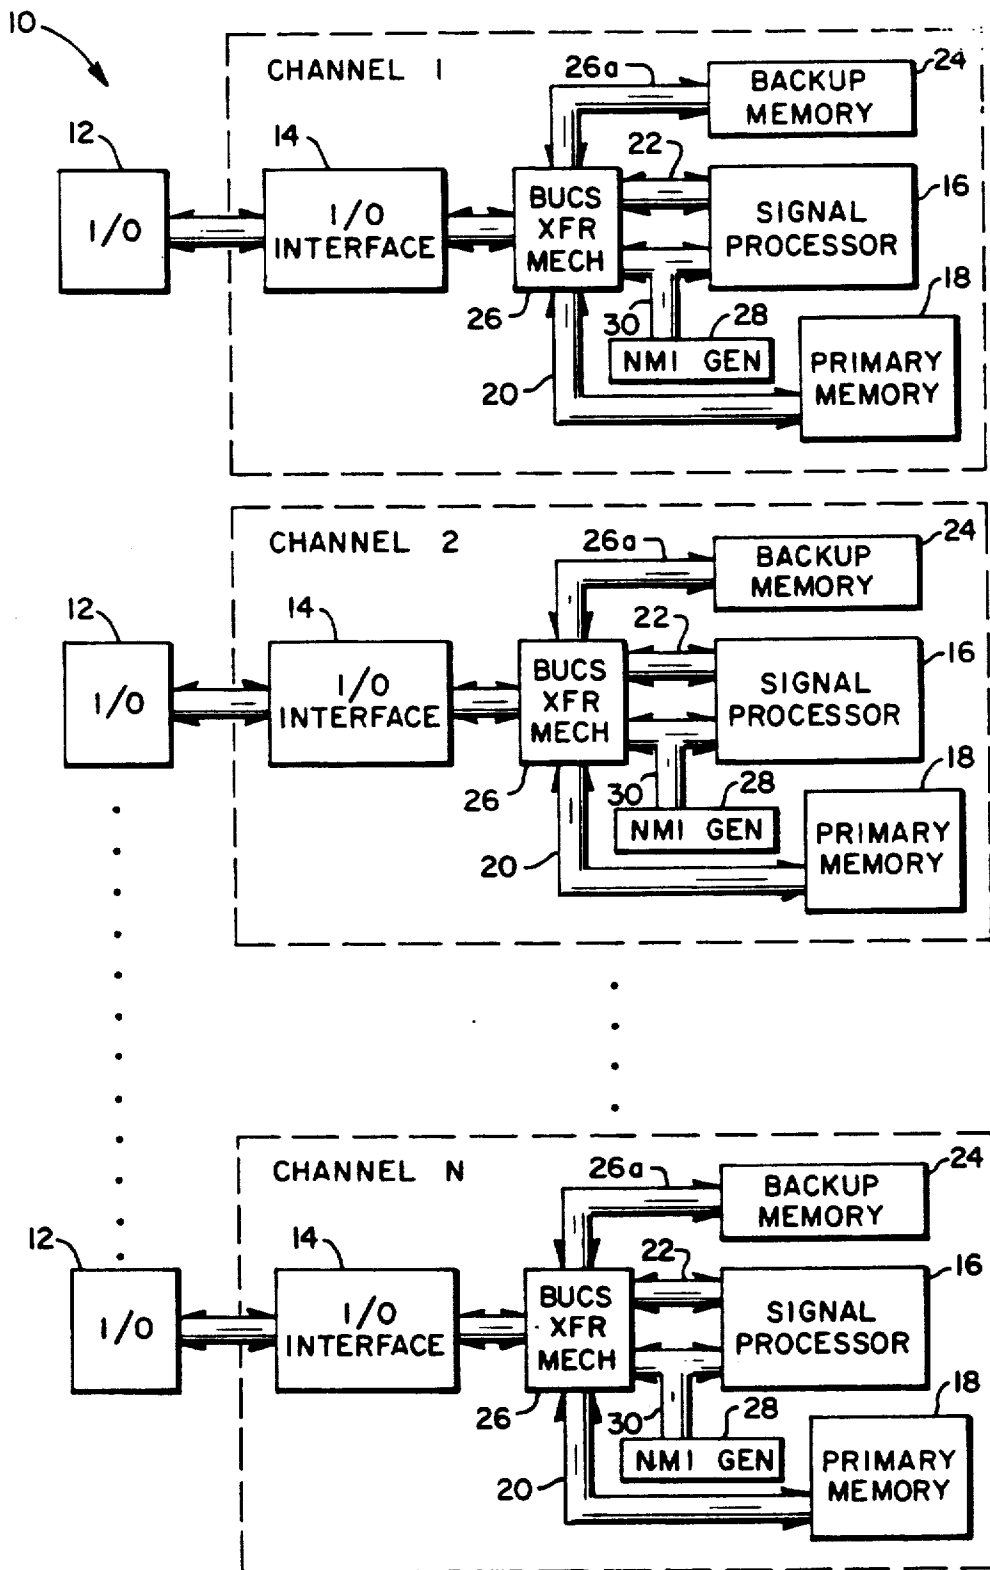 10
CHANNEL 1
26a
24
BACKUP
MEMORY
12
14
22
16
I/O
I/O
INTERFACE
BUCS
XFR
MECH
SIGNAL
PROCESSOR
26
30
28
18
NMI GEN
20
PRIMARY
MEMORY
CHANNEL 2
26a
24
BACKUP
MEMORY
12
14
22
16
I/O
I/O
INTERFACE
BUCS
XFR
MECH
SIGNAL
PROCESSOR
26
30
28
18
NMI GEN
20
PRIMARY
MEMORY
CHANNEL N
26a
24
BACKUP
MEMORY
12
14
22
16
I/O
I/O
INTERFACE
BUCS
XFR
MECH
SIGNAL
PROCESSOR
26
30
28
18
NMI GEN
20
PRIMARY
MEMORY